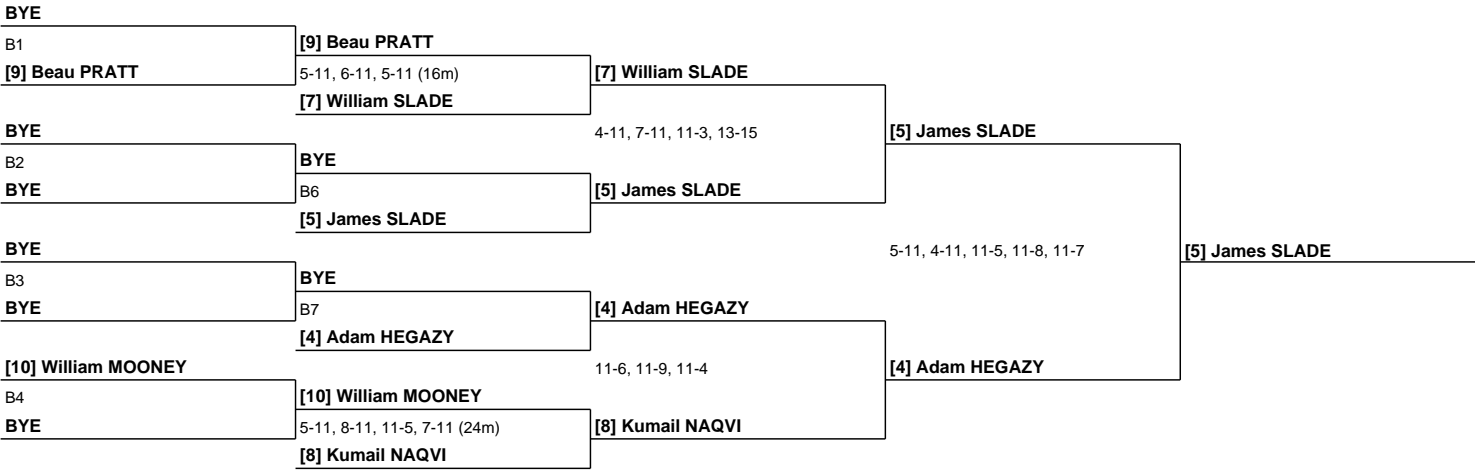 BYE
B1
[9] Beau PRATT
[9] Beau PRATT
5-11, 6-11, 5-11 (16m)
[7] William SLADE
[7] William SLADE
BYE
B2
BYE
BYE
B6
[5] James SLADE
4-11, 7-11, 11-3, 13-15
[5] James SLADE
[5] James SLADE
BYE
B3
BYE
BYE
B7
[4] Adam HEGAZY
5-11, 4-11, 11-5, 11-8, 11-7
[5] James SLADE
[4] Adam HEGAZY
[10] William MOONEY
B4
BYE
[10] William MOONEY
5-11, 8-11, 11-5, 7-11 (24m)
[8] Kumail NAQVI
11-6, 11-9, 11-4
[8] Kumail NAQVI
[4] Adam HEGAZY